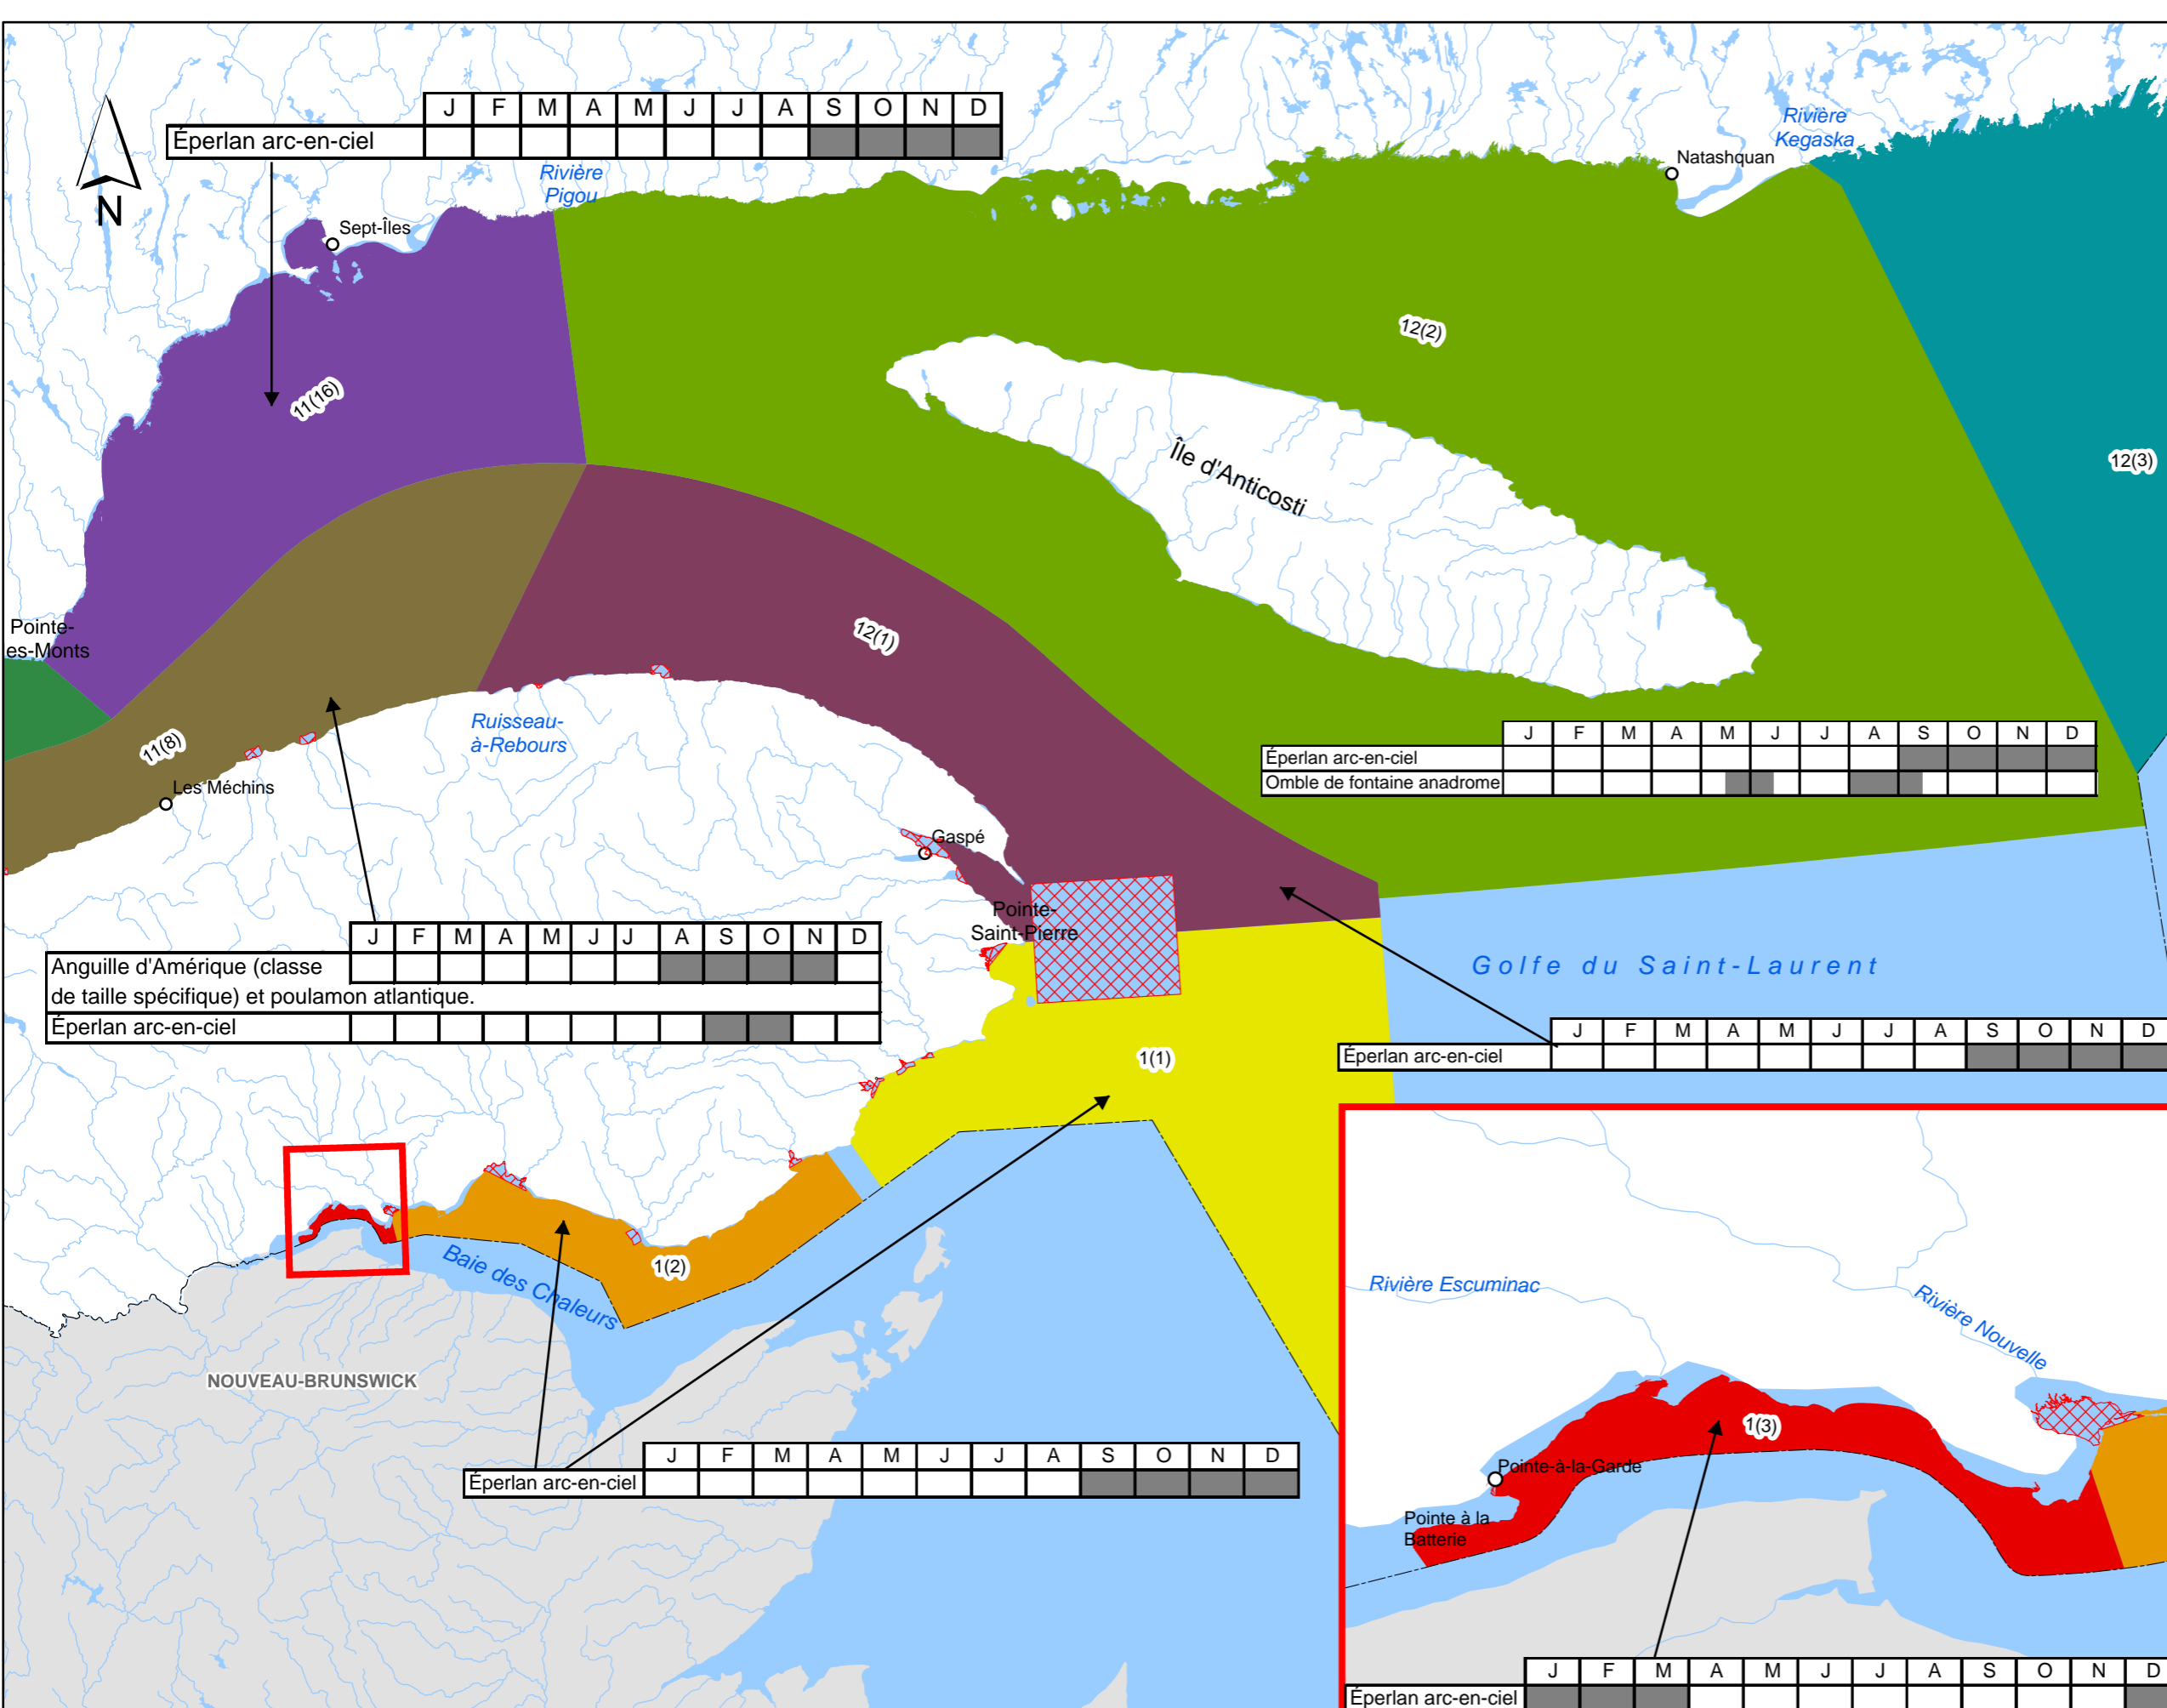 J F M A M J J A S O N D
Éperlan arc-en-ciel
N
Rivière
Pigou
Sept-Îles
Natashquan
Rivière
Kegaska
12(2)
11(16)
Île d'Anticosti
12(3)
Pointe-
es-Monts
12(1)
11(8)
Les Méchins
Ruisseau-
à-Rebours
J F M A M J J A S O N D
Éperlan arc-en-ciel
Omble de fontaine anadrome
Gaspé
Pointe-
Saint-Pierre
J F M A M J J A S O N D
Anguille d'Amérique (classe
de taille spécifique) et poulamon atlantique.
Éperlan arc-en-ciel
Golfe du Saint-Laurent
J F M A M J J A S O N D
Éperlan arc-en-ciel
1(1)
1(2)
Baie des Chaleurs
NOUVEAU-BRUNSWICK
J F M A M J J A S O N D
Éperlan arc-en-ciel
Rivière Escuminac
Rivière Nouvelle
1(3)
Pointe-à-la-Garde
Pointe à la
Batterie
J F M A M J J A S O N D
Éperlan arc-en-ciel